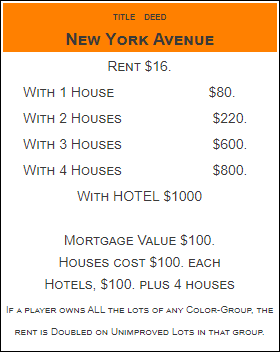 TITLE DEED
NEW YORK AVENUE
RENT $16.
WITH 1 HOUSE $80.
WITH 2 HOUSES $220.
WITH 3 HOUSES $600.
WITH 4 HOUSES $800.
WITH HOTEL $1000
MORTGAGE VALUE $100.
HOUSES COST $100. EACH
HOTELS, $100. PLUS 4 HOUSES
IF A PLAYER OWNS ALL THE LOTS OF ANY COLOR-GROUP, THE
RENT IS DOUBLED ON UNIMPROVED LOTS IN THAT GROUP.